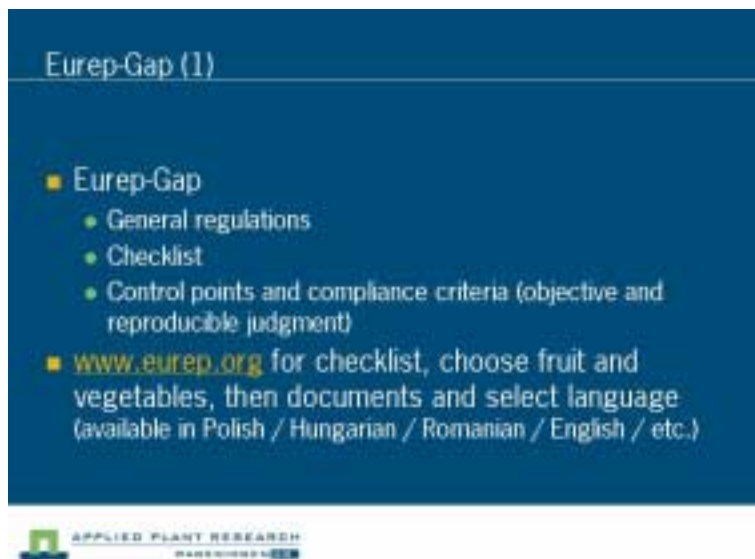 Eurep-Gap (1)
Eurep-Gap
General regulations
Checklist
Control points and compliance criteria (objective and
reproducible judgment)
www.eurep.org for checklist, choose fruit and
vegetables, then documents and select language
(available in Polish / Hungarian / Romanian / English / etc.)
APPLIED PLANT RESEARCH
WAGENINGEN UR